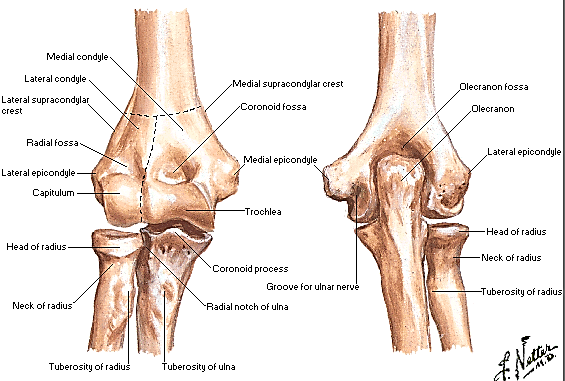 Medial condyle
Lateral condyle
Lateral supracondylar
crest
Radial fossa
Lateral epicondyle
Capitulum
Head of radius
Neck of radius
Tuberosity of radius
Medial supracondylar crest
Coronoid fossa
Medial epicondyle
Trochlea
Coronoid process
Groove for ulnar nerve
Radial notch of ulna
Tuberosity of ulna
Olecranon fossa
Olecranon
Lateral epicondyle
Head of radius
Neck of radius
Tuberosity of radius
F. Netter
M.D.